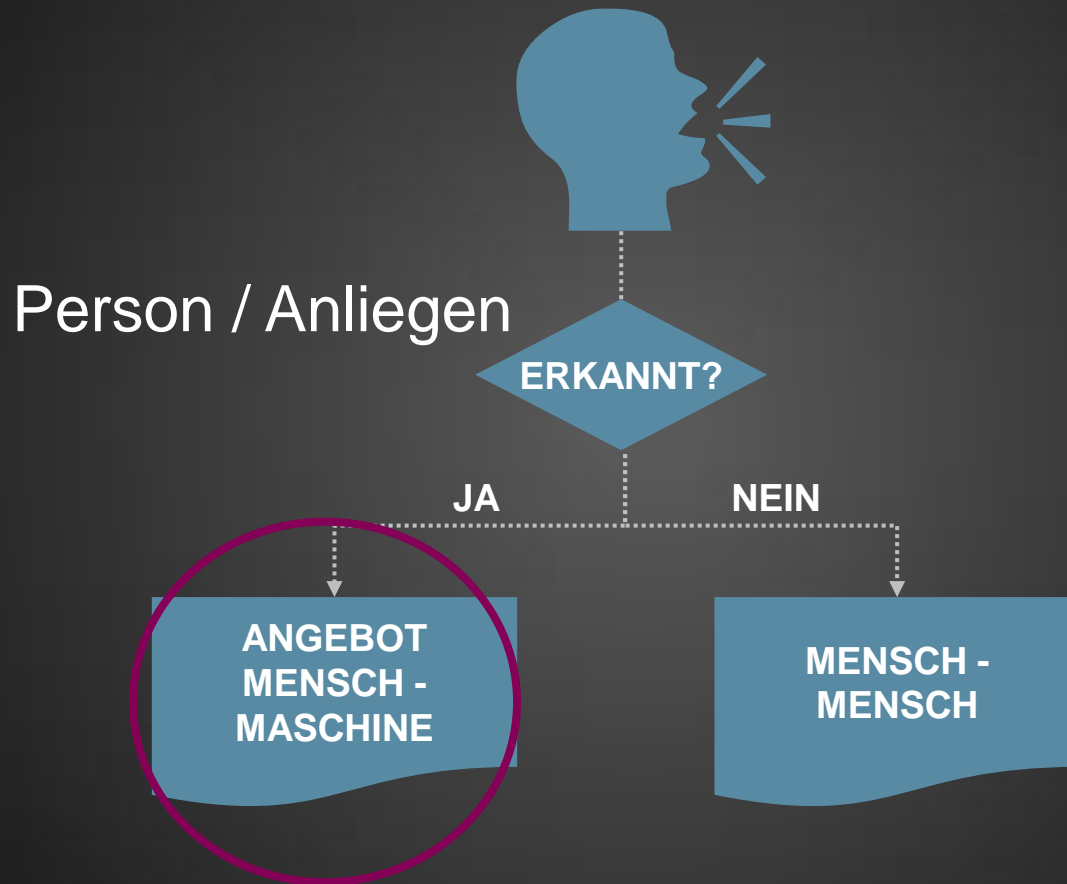 Person / Anliegen
ERKANNT?
JA
NEIN
ANGEBOT
MENSCH -
MASCHINE
MENSCH -
MENSCH